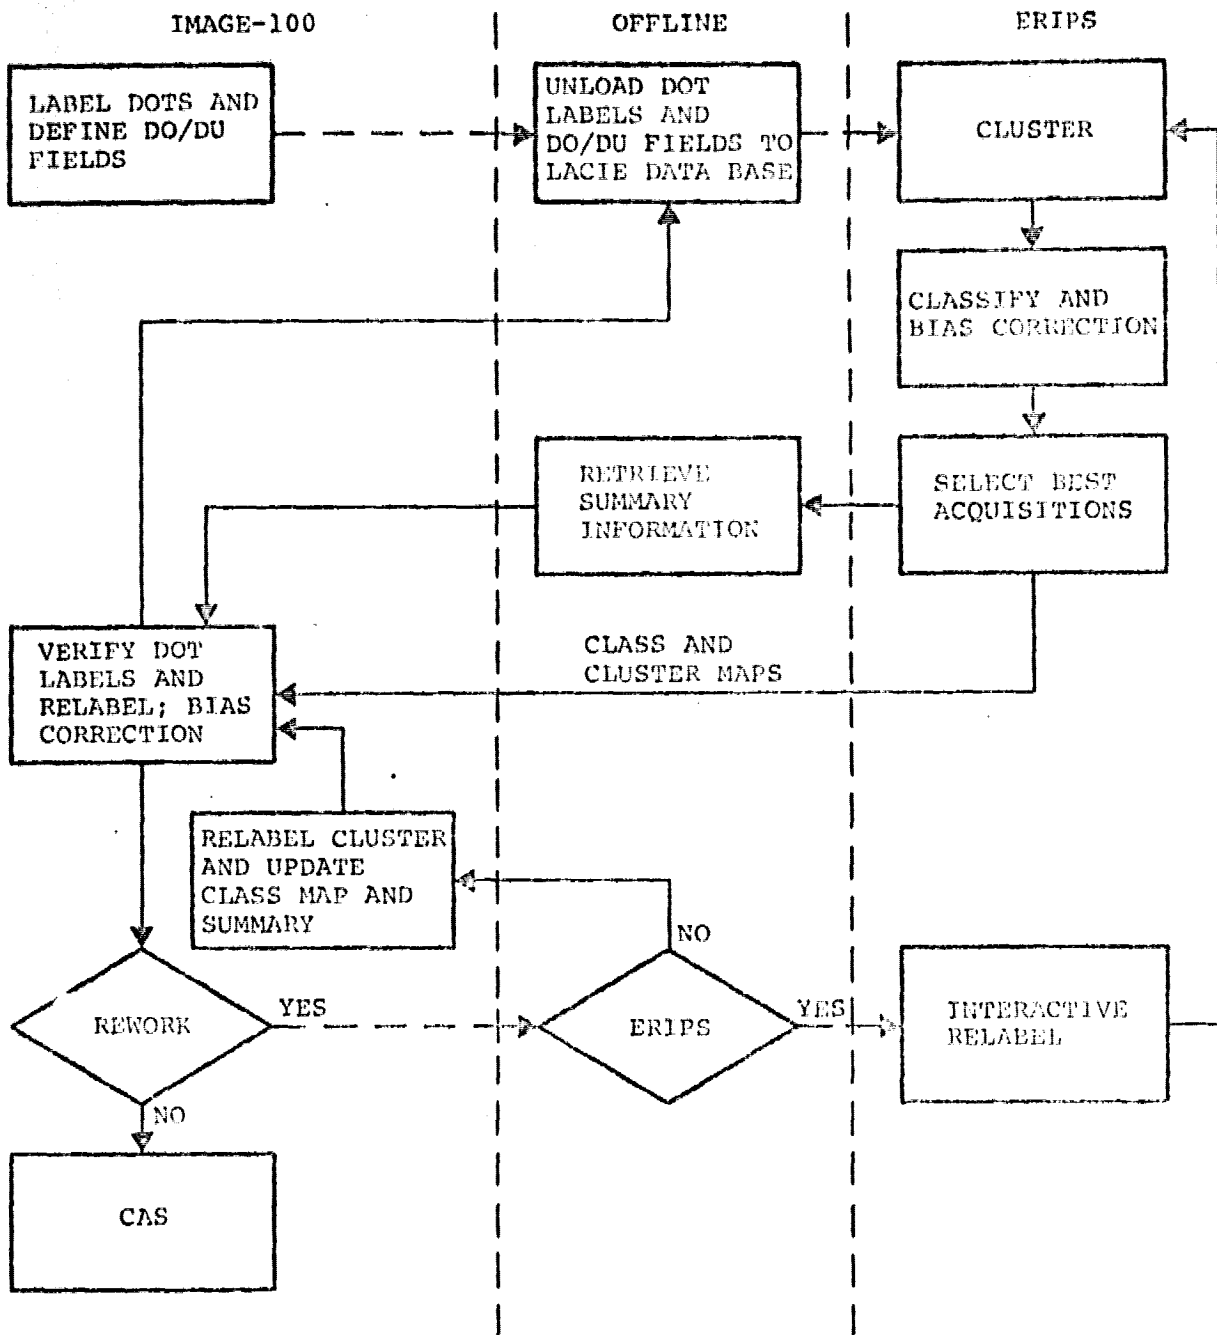 IMAGE-100
OFFLINE
ERIPS
LABEL DOTS AND
DEFINE DO/DU
FIELDS
UNLOAD DOT
LABELS AND
DO/DU FIELDS TO
LACIE DATA BASE
CLUSTER
CLASSIFY AND
BIAS CORRECTION
RETRIEVE
SUMMARY
INFORMATION
SELECT BEST
ACQUISITIONS
VERIFY DOT
LABELS AND
RELABEL; BIAS
CORRECTION
CLASS AND
CLUSTER MAPS
RELABEL CLUSTER
AND UPDATE
CLASS MAP AND
SUMMARY
NO
REWORK
YES
ERIPS
YES
INTERACTIVE
RELABEL
NO
CAS